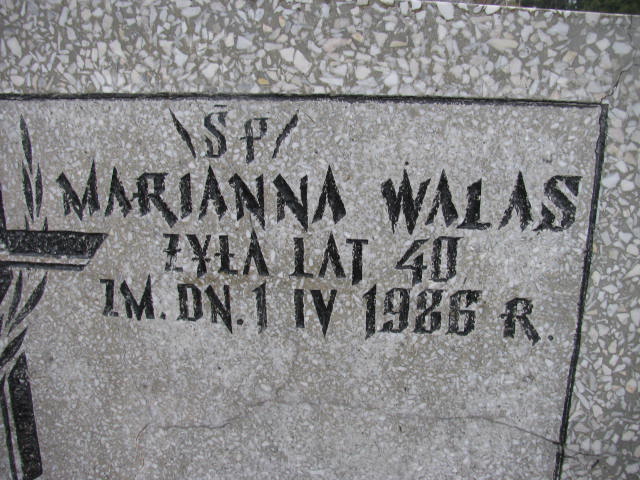 Ś P
MARIANNA WALAS
ŻYŁA LAT 40
ZM. DN. 1 IV 1986 R.